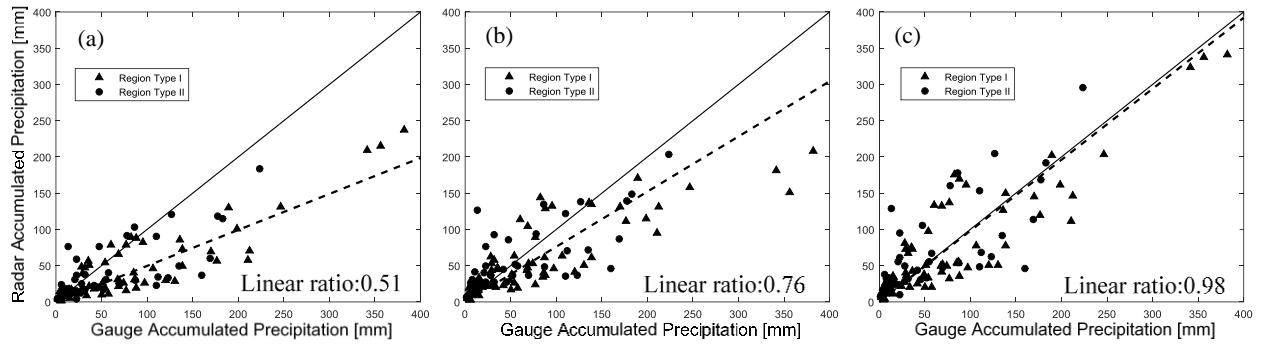 (a)
Region Type I
Region Type II
Linear ratio:0.51
400
350
300
250
200
150
100
50
0
0 50 100 150 200 250 300 350 400
Radar Accumulated Precipitation [mm]
Gauge Accumulated Precipitation [mm]
(b)
Region Type I
Region Type II
Linear ratio:0.76
400
350
300
250
200
150
100
50
0
0 50 100 150 200 250 300 350 400
Gauge Accumulated Precipitation [mm]
(c)
Region Type I
Region Type II
Linear ratio:0.98
400
350
300
250
200
150
100
50
0
0 50 100 150 200 250 300 350 400
Gauge Accumulated Precipitation [mm]